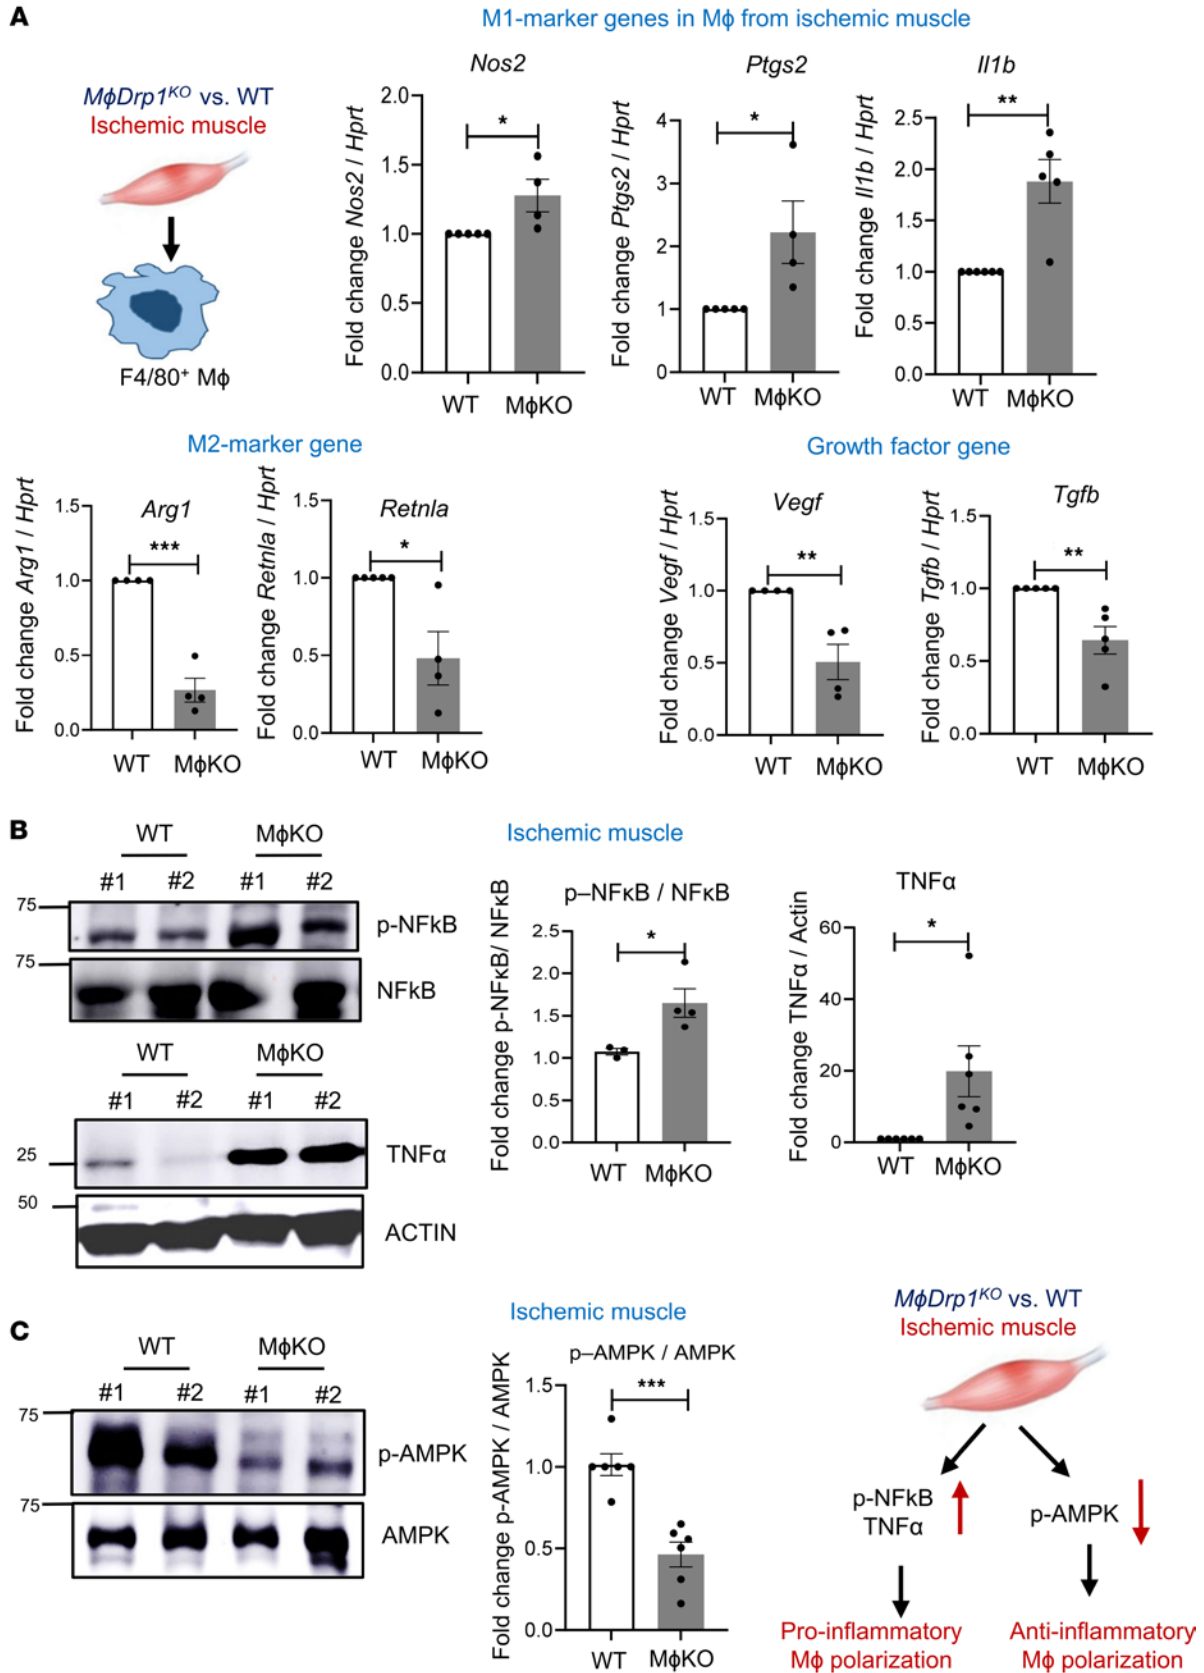 A
M1-marker genes in Mϕ from ischemic muscle
MϕDrp1ᴷᴼ vs. WT
Ischemic muscle
F4/80⁺ Mϕ
Nos2
Fold change Nos2 / Hprt
2.0
1.5
1.0
0.5
0.0
*
WT MϕKO
Ptgs2
Fold change Ptgs2 / Hprt
4
3
2
1
0
*
WT MϕKO
Il1b
Fold change Il1b / Hprt
2.5
2.0
1.5
1.0
0.5
0.0
**
WT MϕKO
M2-marker gene
Arg1
Fold change Arg1 / Hprt
1.5
1.0
0.5
0.0
***
WT MϕKO
Retnla
Fold change Retnla / Hprt
1.5
1.0
0.5
0.0
*
WT MϕKO
Growth factor gene
Vegf
Fold change Vegf / Hprt
1.5
1.0
0.5
0.0
**
WT MϕKO
Tgfb
Fold change Tgfb / Hprt
1.5
1.0
0.5
0.0
**
WT MϕKO
B
WT MϕKO
#1 #2 #1 #2
75
p-NFkB
75
NFkB
WT MϕKO
#1 #2 #1 #2
25
TNFα
50
ACTIN
Ischemic muscle
p–NFκB / NFκB
Fold change p-NFκB/ NFκB
2.5
2.0
1.5
1.0
0.5
0.0
*
WT MϕKO
TNFα
Fold change TNFα / Actin
60
40
20
0
*
WT MϕKO
C
WT MϕKO
#1 #2 #1 #2
75
p-AMPK
75
AMPK
Ischemic muscle
p–AMPK / AMPK
Fold change p-AMPK / AMPK
1.5
1.0
0.5
0.0
***
WT MϕKO
MϕDrp1ᴷᴼ vs. WT
Ischemic muscle
p-NFkB
TNFα
p-AMPK
Pro-inflammatory
Mϕ polarization
Anti-inflammatory
Mϕ polarization